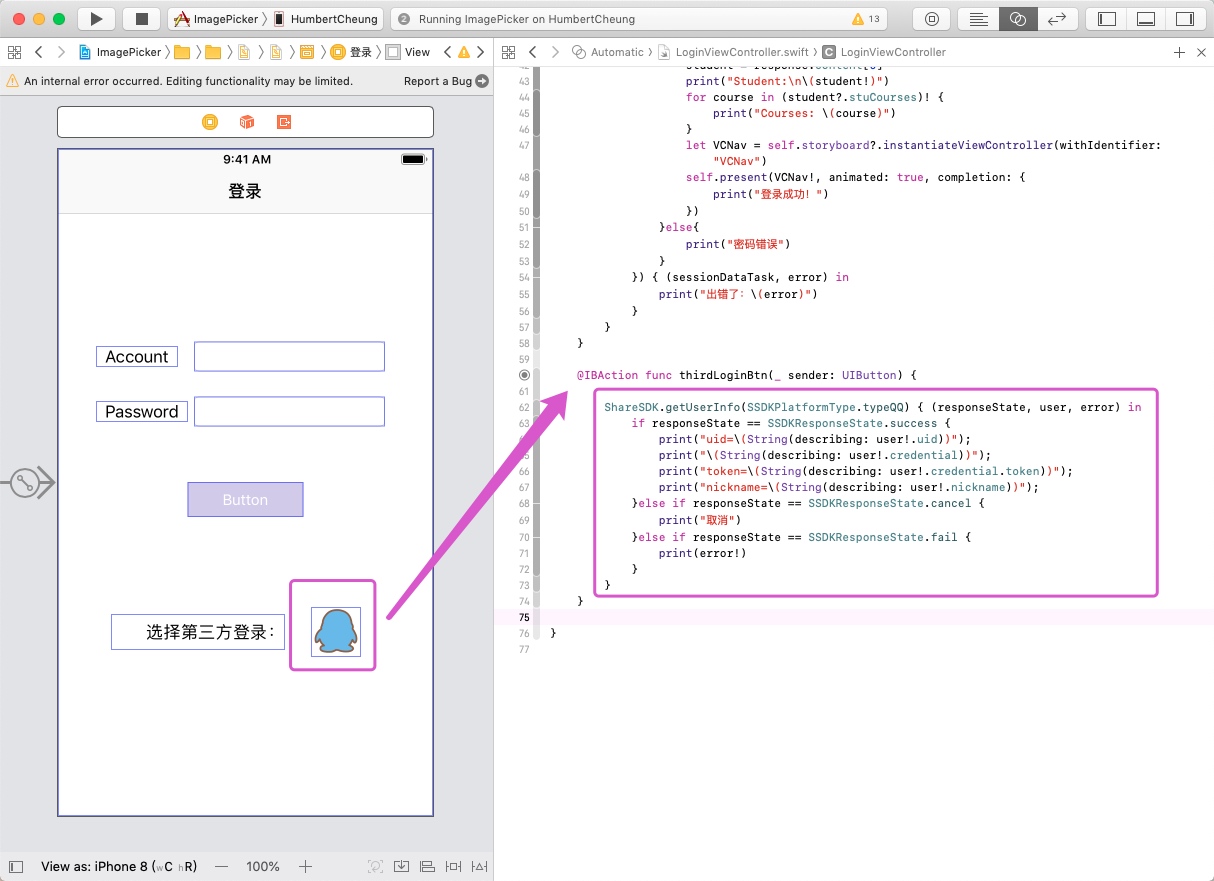 ImagePicker 〉 HumbertCheung
2 Running ImagePicker on HumbertCheung
13
ImagePicker
登录
View
Automatic 〉 LoginViewController.swift 〉 C LoginViewController
An internal error occurred. Editing functionality may be limited.
Report a Bug
9:41 AM
登录
Account
Password
Button
选择第三方登录：
View as: iPhone 8 (wC hR)
100%
43 print("Student:\n\(student!)")
44 for course in (student?.stuCourses)! {
45 print("Courses: \(course)")
46 }
47 let VCNav = self.storyboard?.instantiateViewController(withIdentifier:
"VCNav")
48 self.present(VCNav!, animated: true, completion: {
49 print("登录成功！")
50 })
51 }else{
52 print("密码错误")
53 }
54 }) { (sessionDataTask, error) in
55 print("出错了：\(error)")
56 }
57 }
58 }
59
@IBAction func thirdLoginBtn(_ sender: UIButton) {
61
62 ShareSDK.getUserInfo(SSDKPlatformType.typeQQ) { (responseState, user, error) in
63 if responseState == SSDKResponseState.success {
print("uid=\(String(describing: user!.uid))");
print("\(String(describing: user!.credential))");
66 print("token=\(String(describing: user!.credential.token))");
67 print("nickname=\(String(describing: user!.nickname))");
68 }else if responseState == SSDKResponseState.cancel {
69 print("取消")
70 }else if responseState == SSDKResponseState.fail {
71 print(error!)
72 }
73 }
74 }
75
76 }
77